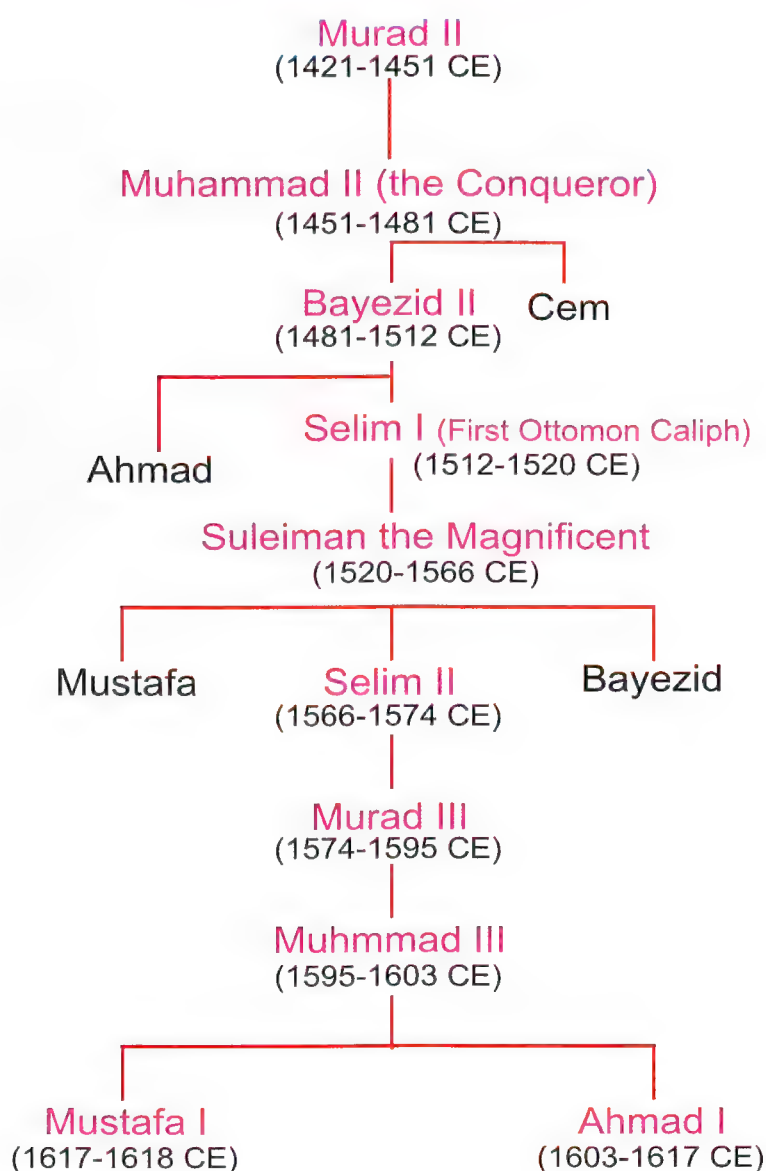 Murad II
(1421-1451 CE)
Muhammad II (the Conqueror)
(1451-1481 CE)
Bayezid II
(1481-1512 CE)
Cem
Ahmad
Selim I (First Ottomon Caliph)
(1512-1520 CE)
Suleiman the Magnificent
(1520-1566 CE)
Mustafa
Selim II
(1566-1574 CE)
Bayezid
Murad III
(1574-1595 CE)
Muhmmad III
(1595-1603 CE)
Mustafa I
(1617-1618 CE)
Ahmad I
(1603-1617 CE)